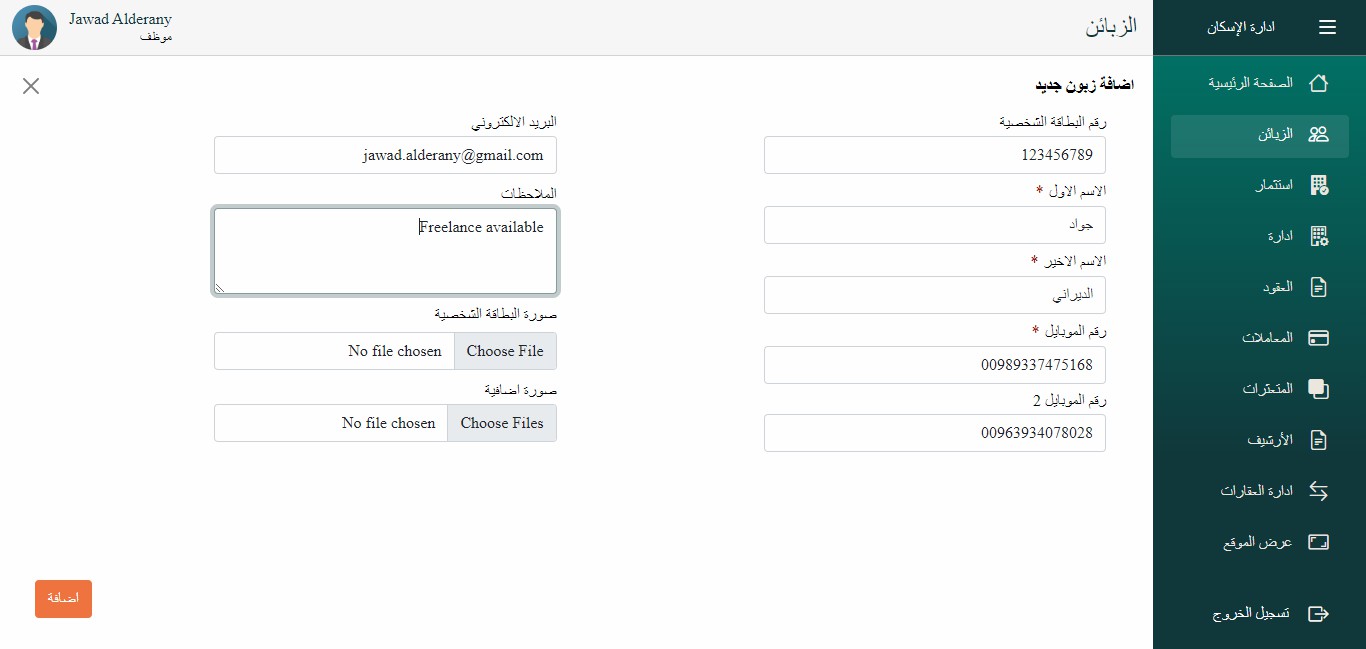 ادارة الإسكان
الصفحة الرئيسية
الزبائن
استثمار
ادارة
العقود
المعاملات
المتعثرات
الأرشيف
ادارة العقارات
عرض الموقع
تسجيل الخروج
الزبائن
Jawad Alderany
موظف
اضافة زبون جديد
رقم البطاقة الشخصية
123456789
الاسم الاول *
جواد
الاسم الاخير *
الديراني
رقم الموبايل *
00989337475168
رقم الموبايل 2
00963934078028
البريد الالكتروني
jawad.alderany@gmail.com
الملاحظات
Freelance available
صورة البطاقة الشخصية
Choose File No file chosen
صورة اضافية
Choose Files No file chosen
اضافة